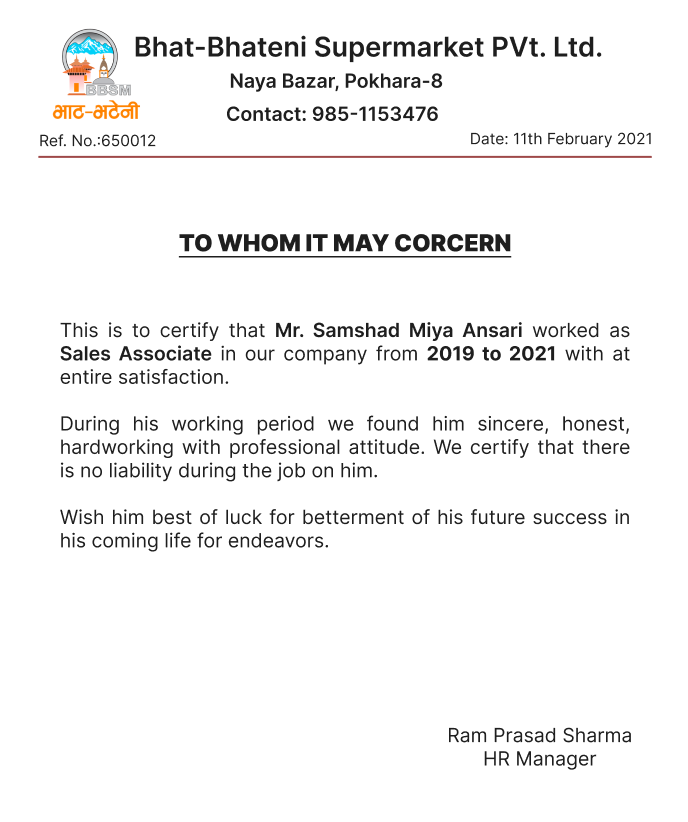 Bhat-Bhateni Supermarket PVt. Ltd.
Naya Bazar, Pokhara-8
BBSM
भाट-भटेनी
Contact: 985-1153476
Ref. No.:650012
Date: 11th February 2021
TO WHOM IT MAY CORCERN
This is to certify that Mr. Samshad Miya Ansari worked as
Sales Associate in our company from 2019 to 2021 with at
entire satisfaction.
During his working period we found him sincere, honest,
hardworking with professional attitude. We certify that there
is no liability during the job on him.
Wish him best of luck for betterment of his future success in
his coming life for endeavors.
Ram Prasad Sharma
HR Manager